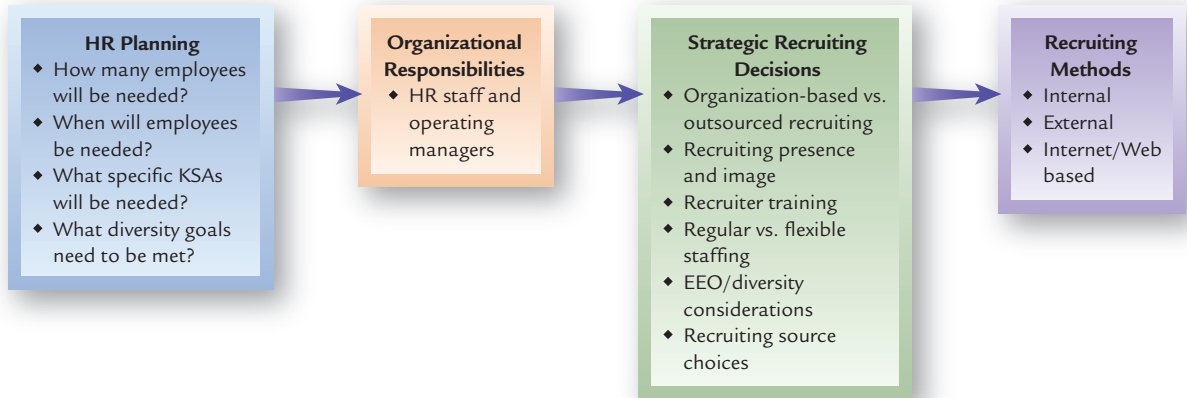 HR Planning
◆ How many employees
will be needed?
◆ When will employees
be needed?
◆ What specific KSAs
will be needed?
◆ What diversity goals
need to be met?
Organizational
Responsibilities
◆ HR staff and
operating
managers
Strategic Recruiting
Decisions
◆ Organization-based vs.
outsourced recruiting
◆ Recruiting presence
and image
◆ Recruiter training
◆ Regular vs. flexible
staffing
◆ EEO/diversity
considerations
◆ Recruiting source
choices
Recruiting
Methods
◆ Internal
◆ External
◆ Internet/Web
based